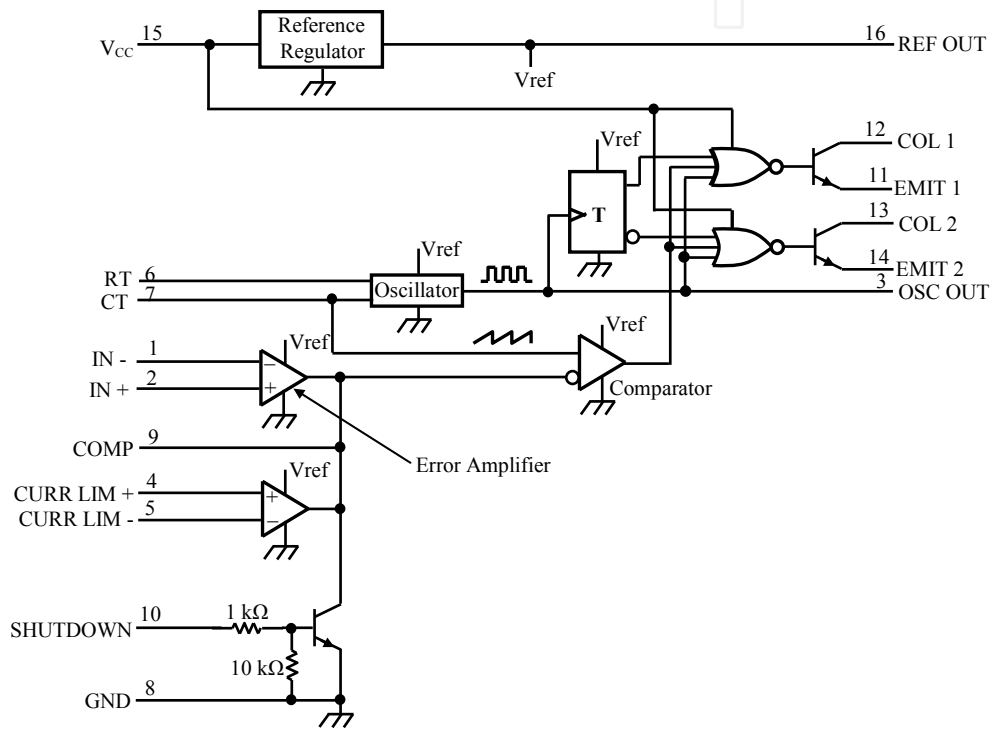 Reference
Regulator
15
V_CC
16
REF OUT
Vref
12
COL 1
Vref
11
EMIT 1
T
13
COL 2
14
EMIT 2
Vref
RT 6
CT 7
Oscillator
3
OSC OUT
IN - 1
Vref
−
Vref
IN + 2
+
Comparator
COMP 9
Error Amplifier
Vref
CURR LIM + 4
+
CURR LIM - 5
−
SHUTDOWN 10
1 kΩ
10 kΩ
GND 8